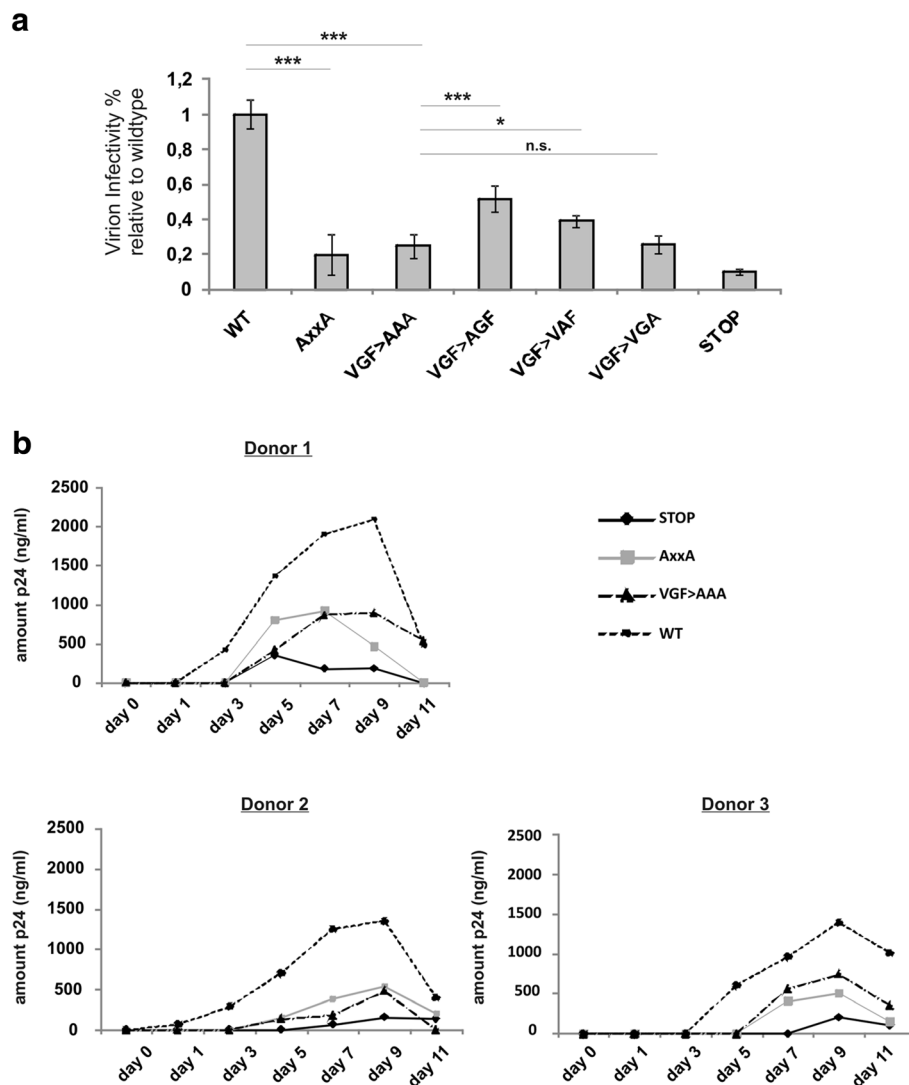 a
***
***
***
*
n.s.
Virion Infectivity %
relative to wildtype
1,2
1
0,8
0,6
0,4
0,2
0
WT
AxxA
VGF>AAA
VGF>AGF
VGF>VAF
VGF>VGA
STOP
b
Donor 1
amount p24 (ng/ml)
2500
2000
1500
1000
500
0
day 0
day 1
day 3
day 5
day 7
day 9
day 11
STOP
AxxA
VGF>AAA
WT
Donor 2
amount p24 (ng/ml)
2500
2000
1500
1000
500
0
day 0
day 1
day 3
day 5
day 7
day 9
day 11
Donor 3
amount p24 (ng/ml)
2500
2000
1500
1000
500
0
day 0
day 1
day 3
day 5
day 7
day 9
day 11